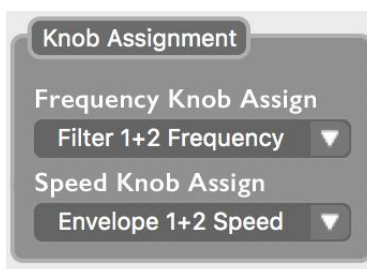 Knob Assignment
Frequency Knob Assign
Filter 1+2 Frequency
Speed Knob Assign
Envelope 1+2 Speed